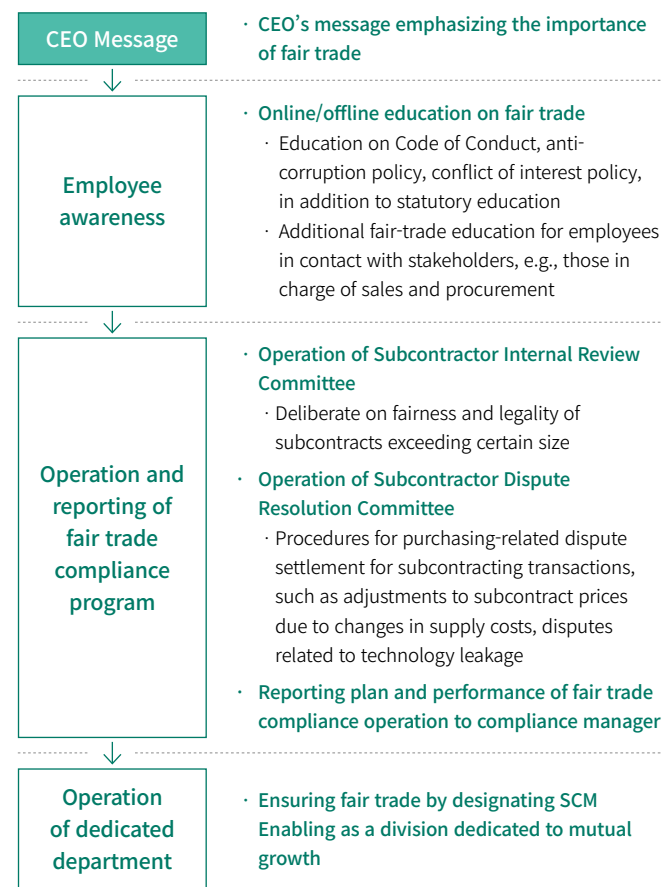 CEO Message
· CEO's message emphasizing the importance
of fair trade
Employee
awareness
· Online/offline education on fair trade
· Education on Code of Conduct, anti-
corruption policy, conflict of interest policy,
in addition to statutory education
· Additional fair-trade education for employees
in contact with stakeholders, e.g., those in
charge of sales and procurement
Operation and
reporting of
fair trade
compliance
program
· Operation of Subcontractor Internal Review
Committee
· Deliberate on fairness and legality of
subcontracts exceeding certain size
· Operation of Subcontractor Dispute
Resolution Committee
· Procedures for purchasing-related dispute
settlement for subcontracting transactions,
such as adjustments to subcontract prices
due to changes in supply costs, disputes
related to technology leakage
· Reporting plan and performance of fair trade
compliance operation to compliance manager
Operation
of dedicated
department
· Ensuring fair trade by designating SCM
Enabling as a division dedicated to mutual
growth